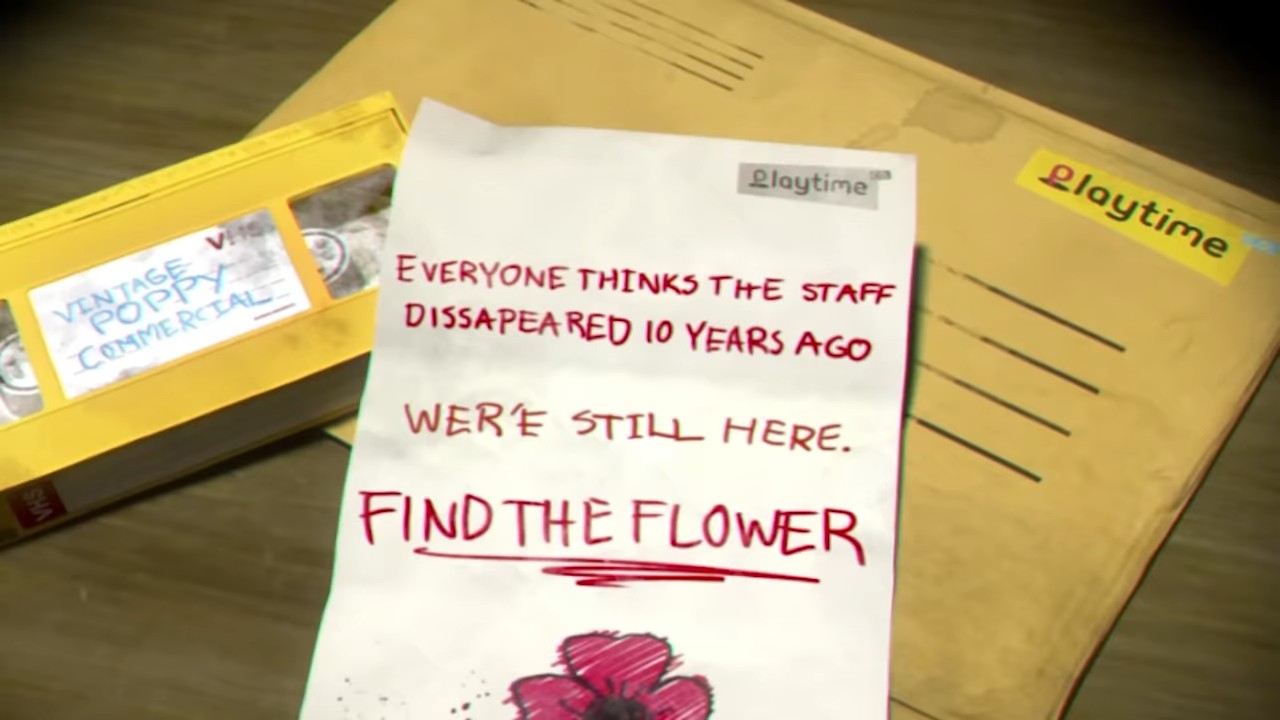 Playtime
EVERYONE THINKS THE STAFF
DISSAPEARED 10 YEARS AGO
WER'E STILL HERE.
FIND THE FLOWER
VHS
VINTAGE
POPPY
COMMERCIAL
VHS
Playtime